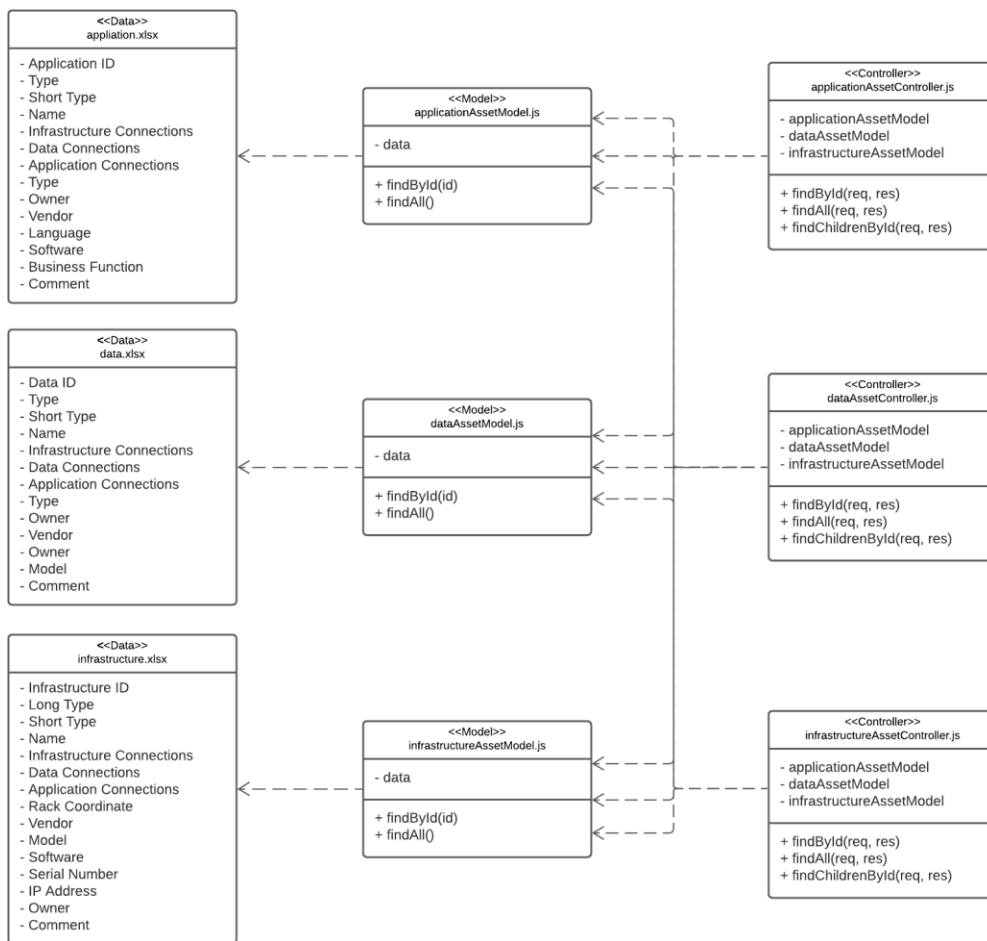 <<Data>>
appliation.xlsx
- Application ID
- Type
- Short Type
- Name
- Infrastructure Connections
- Data Connections
- Application Connections
- Type
- Owner
- Vendor
- Language
- Software
- Business Function
- Comment
<<Model>>
applicationAssetModel.js
- data
+ findById(id)
+ findAll()
<<Controller>>
applicationAssetController.js
- applicationAssetModel
- dataAssetModel
- infrastructureAssetModel
+ findById(req, res)
+ findAll(req, res)
+ findChildrenById(req, res)
<<Data>>
data.xlsx
- Data ID
- Type
- Short Type
- Name
- Infrastructure Connections
- Data Connections
- Application Connections
- Type
- Owner
- Vendor
- Owner
- Model
- Comment
<<Model>>
dataAssetModel.js
- data
+ findById(id)
+ findAll()
<<Controller>>
dataAssetController.js
- applicationAssetModel
- dataAssetModel
- infrastructureAssetModel
+ findById(req, res)
+ findAll(req, res)
+ findChildrenById(req, res)
<<Data>>
infrastructure.xlsx
- Infrastructure ID
- Long Type
- Short Type
- Name
- Infrastructure Connections
- Data Connections
- Application Connections
- Rack Coordinate
- Vendor
- Model
- Software
- Serial Number
- IP Address
- Owner
- Comment
<<Model>>
infrastructureAssetModel.js
- data
+ findById(id)
+ findAll()
<<Controller>>
infrastructureAssetController.js
- applicationAssetModel
- dataAssetModel
- infrastructureAssetModel
+ findById(req, res)
+ findAll(req, res)
+ findChildrenById(req, res)